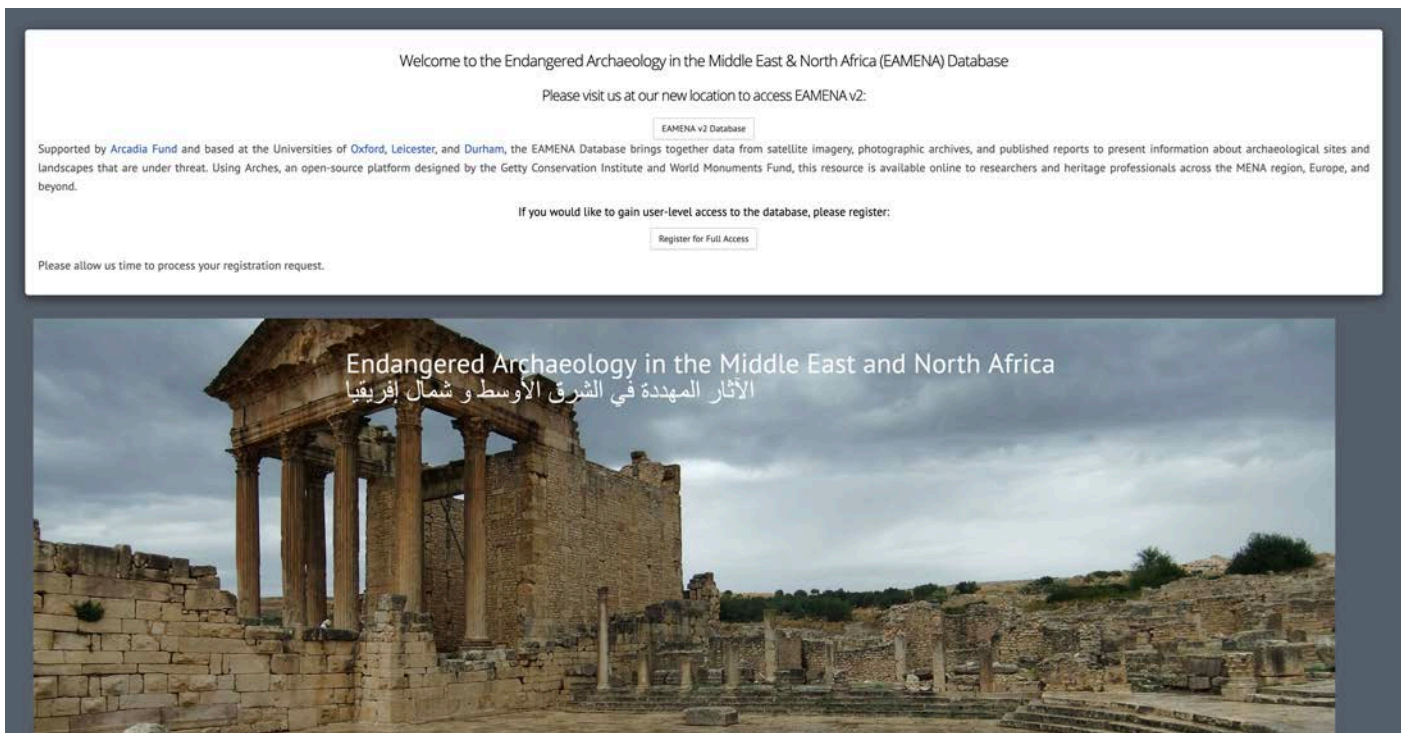 Welcome to the Endangered Archaeology in the Middle East & North Africa (EAMENA) Database
Please visit us at our new location to access EAMENA v2:
EAMENA v2 Database
Supported by Arcadia Fund and based at the Universities of Oxford, Leicester, and Durham, the EAMENA Database brings together data from satellite imagery, photographic archives, and published reports to present information about archaeological sites and
landscapes that are under threat. Using Arches, an open-source platform designed by the Getty Conservation Institute and World Monuments Fund, this resource is available online to researchers and heritage professionals across the MENA region, Europe, and
beyond.
If you would like to gain user-level access to the database, please register:
Register for Full Access
Please allow us time to process your registration request.
Endangered Archaeology in the Middle East and North Africa
الآثار المهددة في الشرق الأوسط و شمال إفريقيا